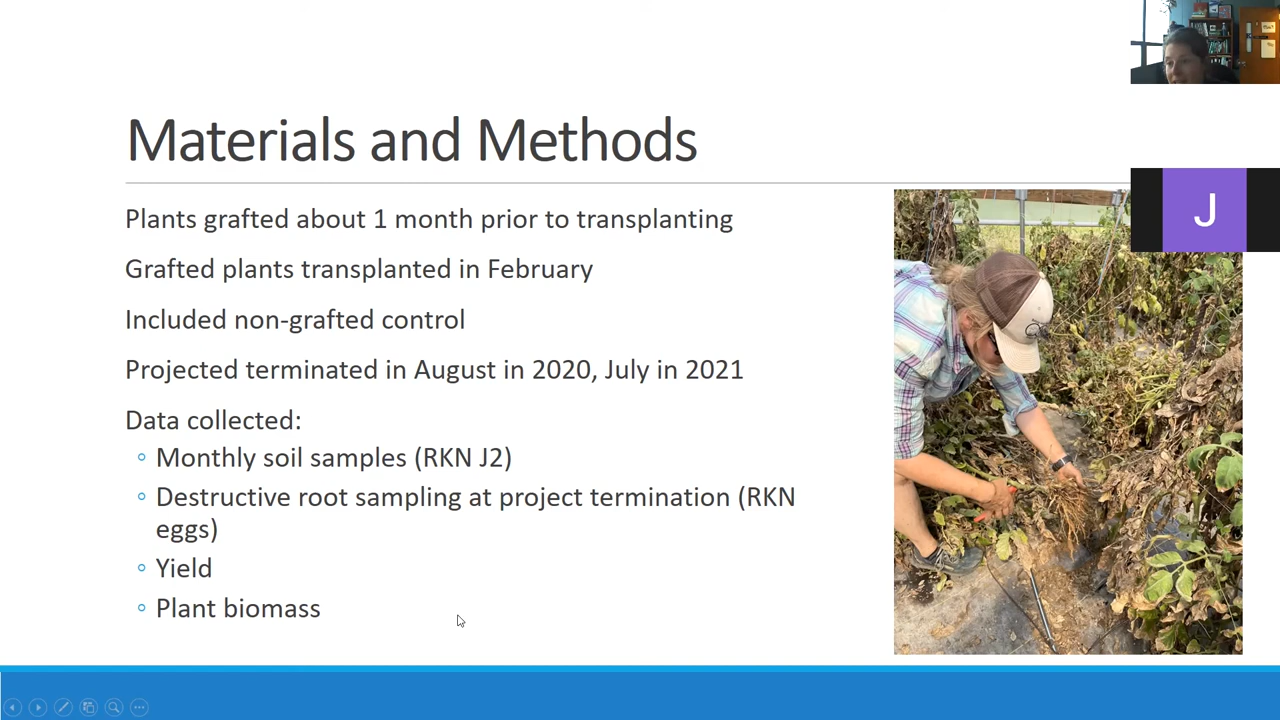 Materials and Methods
Plants grafted about 1 month prior to transplanting
Grafted plants transplanted in February
Included non-grafted control
Projected terminated in August in 2020, July in 2021
Data collected:
Monthly soil samples (RKN J2)
Destructive root sampling at project termination (RKN
eggs)
Yield
Plant biomass
J